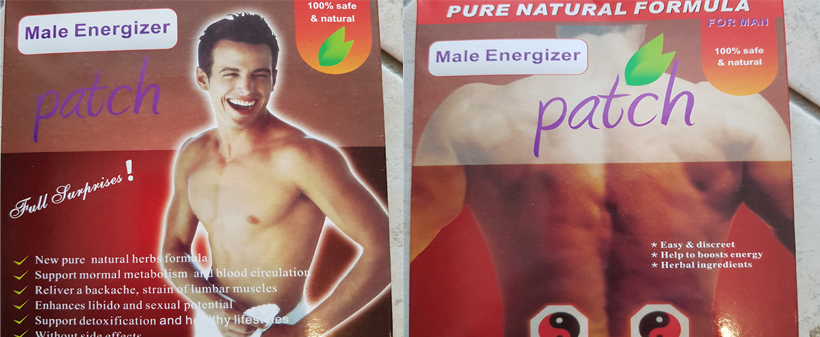 Male Energizer
100% safe
& natural
patch
Full Surprises!
New pure natural herbs formula
Support mormal metabolism and blood circulation
Reliver a backache, strain of lumbar muscles
Enhances libido and sexual potential
Support detoxification and healthy lifestyles
Without side effects
PURE NATURAL FORMULA
FOR MAN
Male Energizer
100% safe
& natural
patch
* Easy & discreet
* Help to boosts energy
* Herbal ingredients